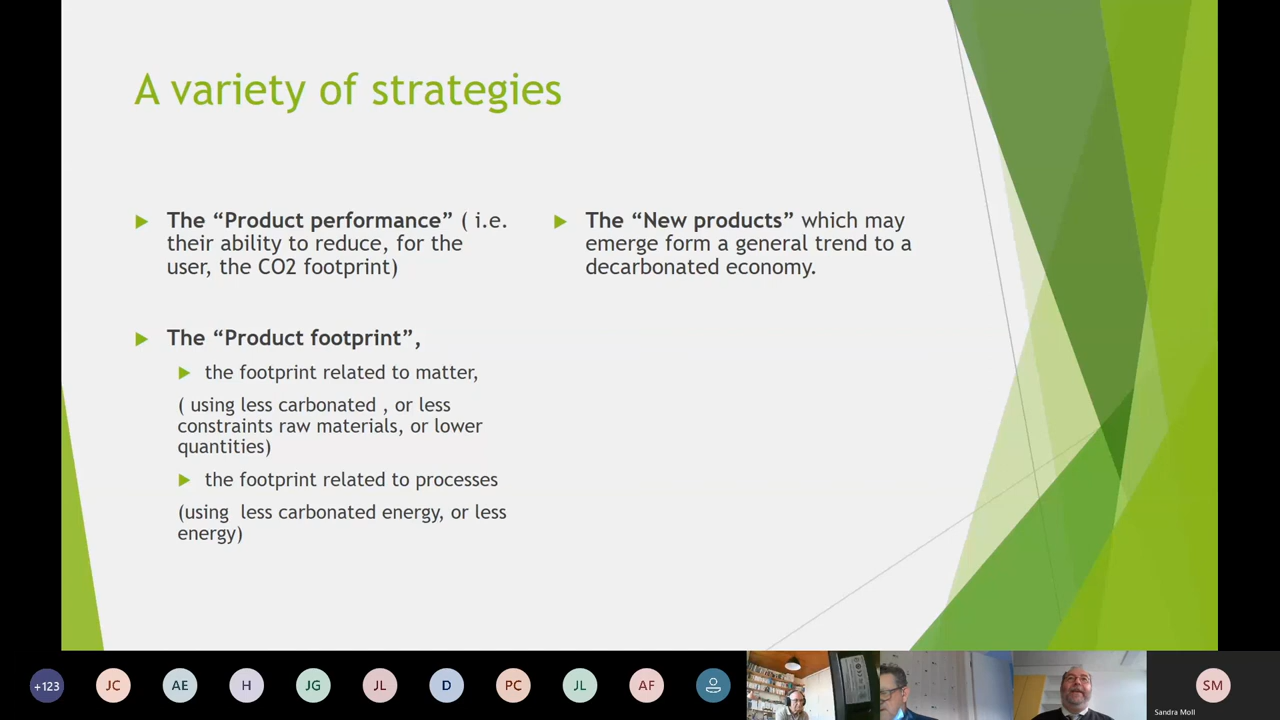 A variety of strategies
The “Product performance” ( i.e.
their ability to reduce, for the
user, the CO2 footprint)
The “Product footprint”,
the footprint related to matter,
( using less carbonated , or less
constraints raw materials, or lower
quantities)
the footprint related to processes
(using  less carbonated energy, or less
energy)
The “New products” which may
emerge form a general trend to a
decarbonated economy.
+123
JC
AE
H
JG
JL
D
PC
JL
AF
SM
Sandra Moll